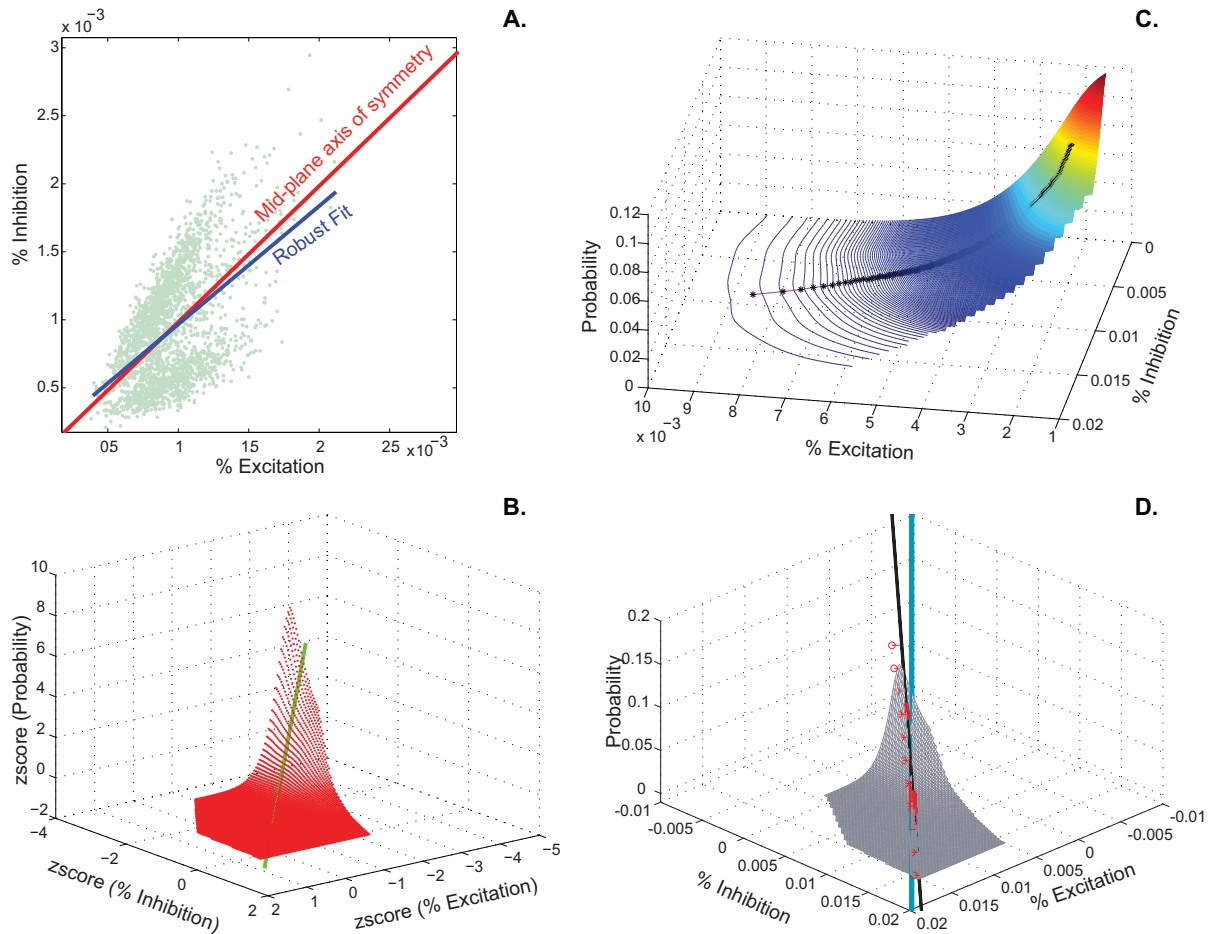 A.
x 10⁻³
3
2.5
2
1.5
1
0.5
% Inhibition
Mid-plane axis of symmetry
Robust Fit
05 1 1.5 2 25 x10⁻³
% Excitation
C.
0.12
0.1
0.08
0.06
0.04
0.02
0
Probability
10 9 8 7 6 5 4 3 2 1
x 10⁻³
% Excitation
0
0.005
0.01
0.015
0.02
% Inhibition
B.
10
8
6
4
2
0
−2
zscore (Probability)
−4 −2 0 2
zscore (% Inhibition)
2 1 0 −1 −2 −3 −4 −5
zscore (% Excitation)
D.
0.2
0.15
0.1
0.05
0
Probability
-0.01 -0.005 0 0.005 0.01 0.015 0.02
% Inhibition
0.02 0.015 0.01 0.005 0 -0.005 -0.01
% Excitation